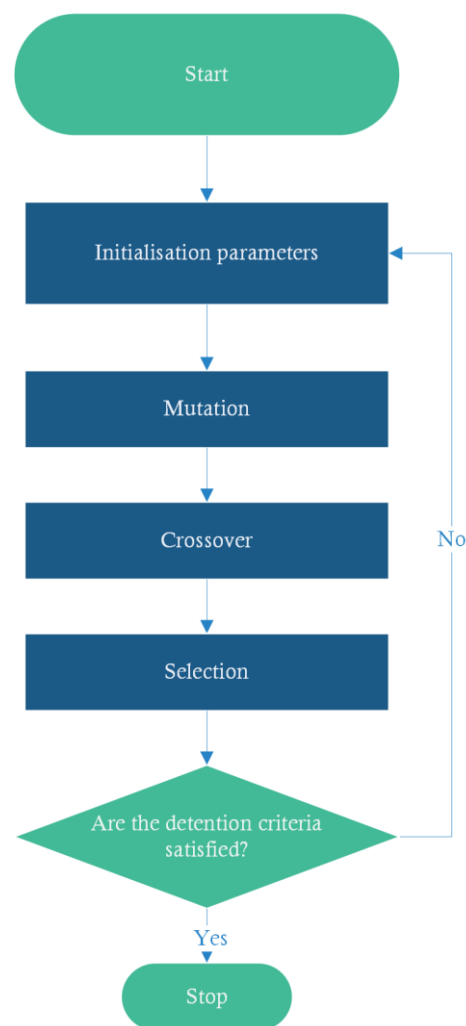 Start
Initialisation parameters
Mutation
Crossover
No
Selection
Are the detention criteria
satisfied?
Yes
Stop